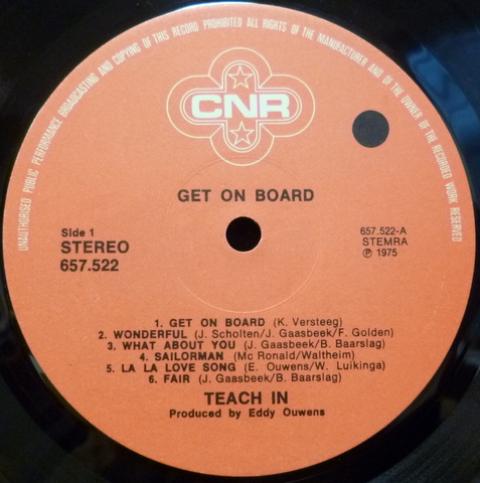 UNAUTHORISED PUBLIC PERFORMANCE BROADCASTING AND COPYING OF THIS RECORD PROHIBITED ALL RIGHTS OF THE MANUFACTURER AND OF THE OWNER OF THE RECORDED WORK RESERVED
CNR
GET ON BOARD
Side 1
STEREO
657.522
657.522-A
STEMRA
℗ 1975
1. GET ON BOARD (K. Versteeg)
2. WONDERFUL (J. Scholten/J. Gaasbeek/F. Golden)
3. WHAT ABOUT YOU (J. Gaasbeek/B. Baarslag)
4. SAILORMAN (Mc Ronald/Waltheim)
5. LA LA LOVE SONG (E. Ouwens/W. Luikinga)
6. FAIR (J. Gaasbeek/B. Baarslag)
TEACH IN
Produced by Eddy Ouwens